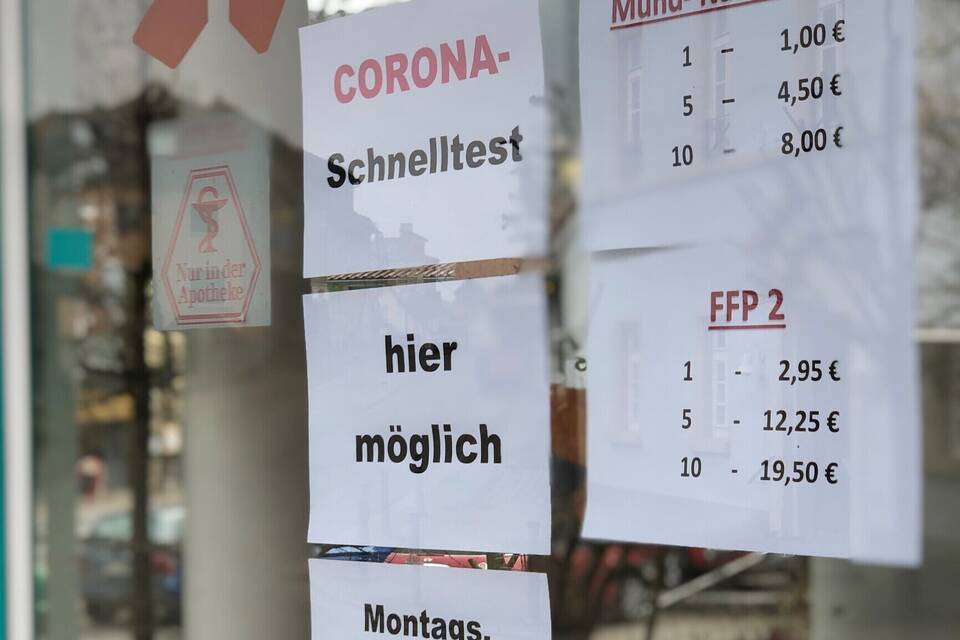 CORONA-
Schnelltest
hier
möglich
Montags,
Nur in der
Apotheke
1 – 1,00 €
5 – 4,50 €
10 – 8,00 €
FFP 2
1 - 2,95 €
5 - 12,25 €
10 - 19,50 €